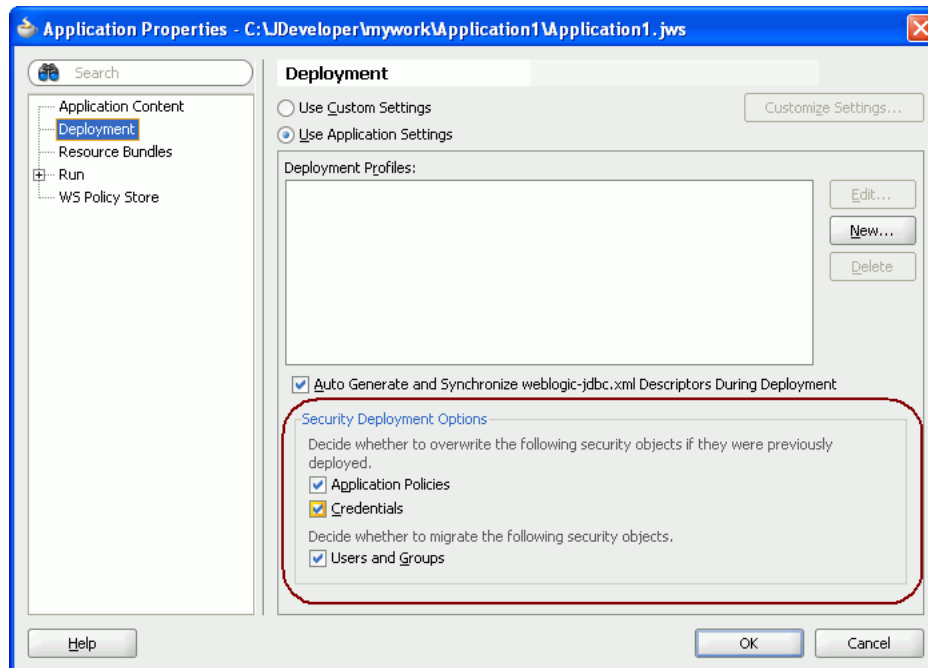 Application Properties - C:\JDeveloper\mywork\Application1\Application1.jws
Search
Application Content
Deployment
Resource Bundles
Run
WS Policy Store
Deployment
Use Custom Settings
Customize Settings...
Use Application Settings
Deployment Profiles:
Edit...
New...
Delete
Auto Generate and Synchronize weblogic-jdbc.xml Descriptors During Deployment
Security Deployment Options
Decide whether to overwrite the following security objects if they were previously
deployed.
Application Policies
Credentials
Decide whether to migrate the following security objects.
Users and Groups
Help
OK
Cancel